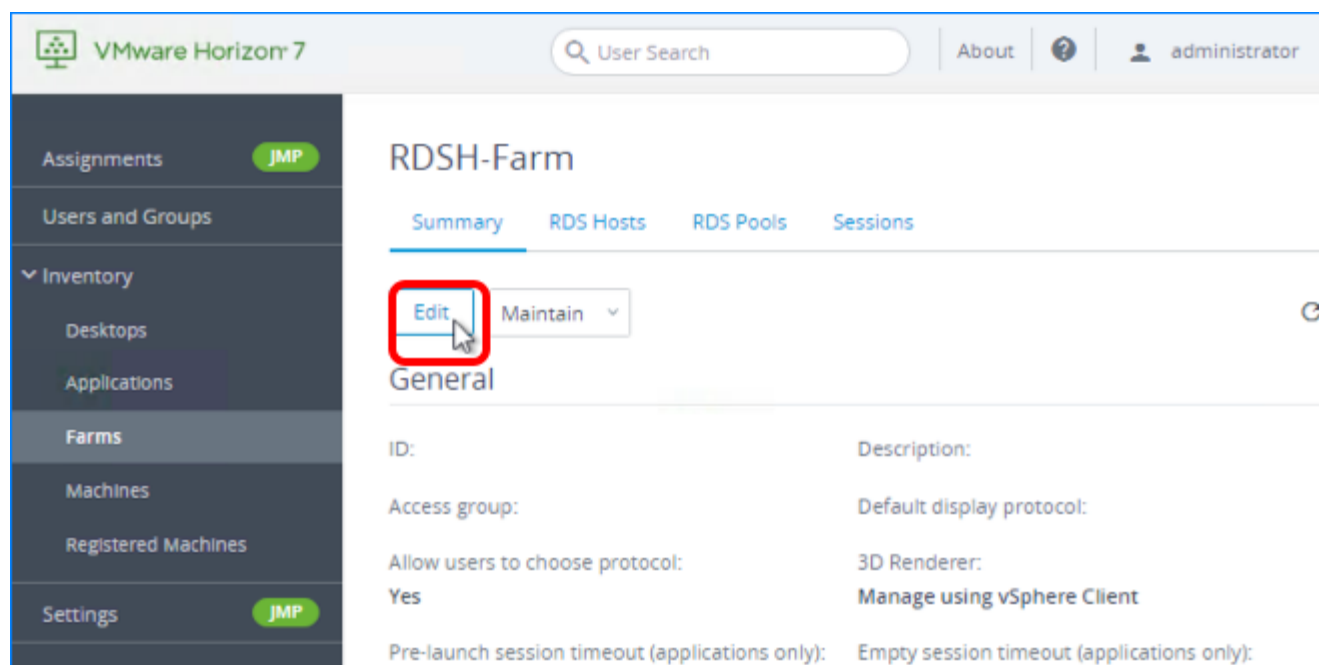 VMware Horizon® 7
User Search
About
?
administrator
Assignments JMP
Users and Groups
Inventory
Desktops
Applications
Farms
Machines
Registered Machines
Settings JMP
RDSH-Farm
Summary RDS Hosts RDS Pools Sessions
Edit Maintain
General
ID: Description:
Access group: Default display protocol:
Allow users to choose protocol: 3D Renderer:
Yes Manage using vSphere Client
Pre-launch session timeout (applications only): Empty session timeout (applications only):